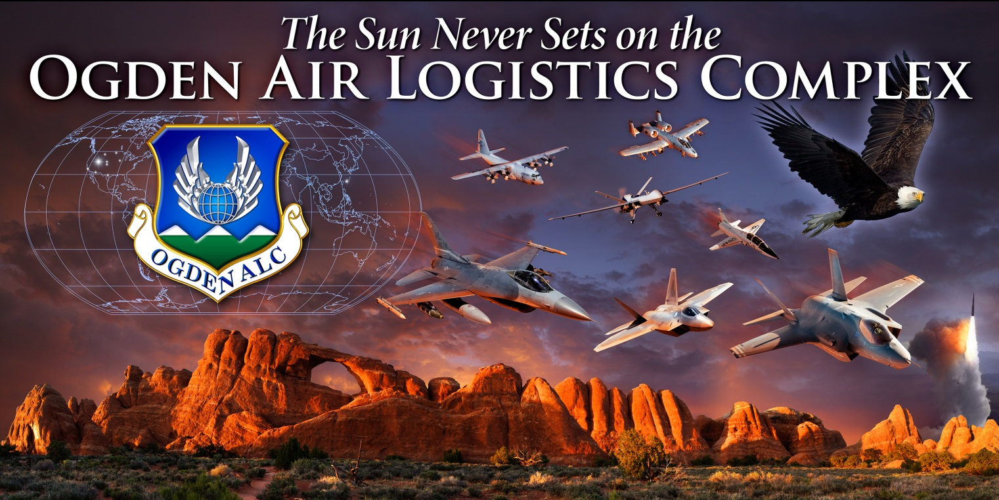 The Sun Never Sets on the
OGDEN AIR LOGISTICS COMPLEX
OGDEN ALC